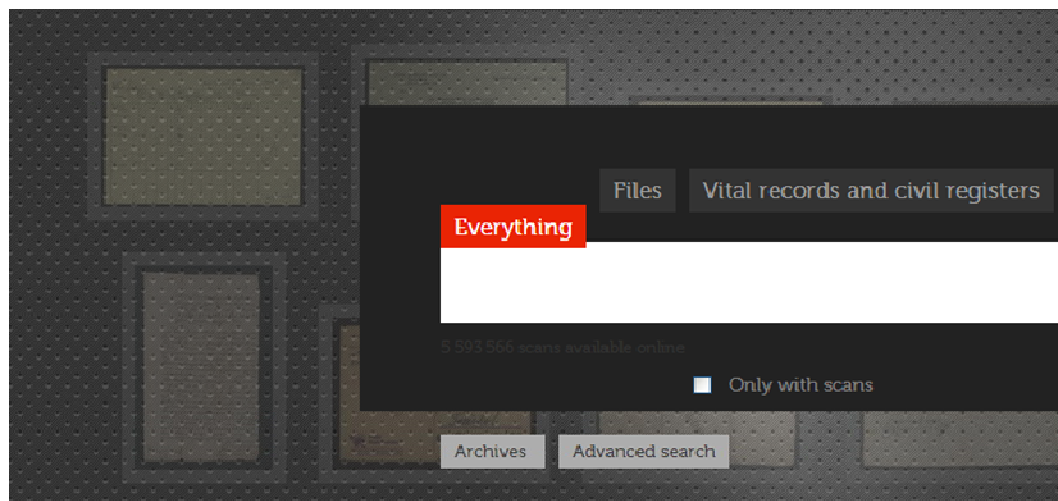 Files
Vital records and civil registers
Everything
5 593 566 scans available online
Only with scans
Archives
Advanced search